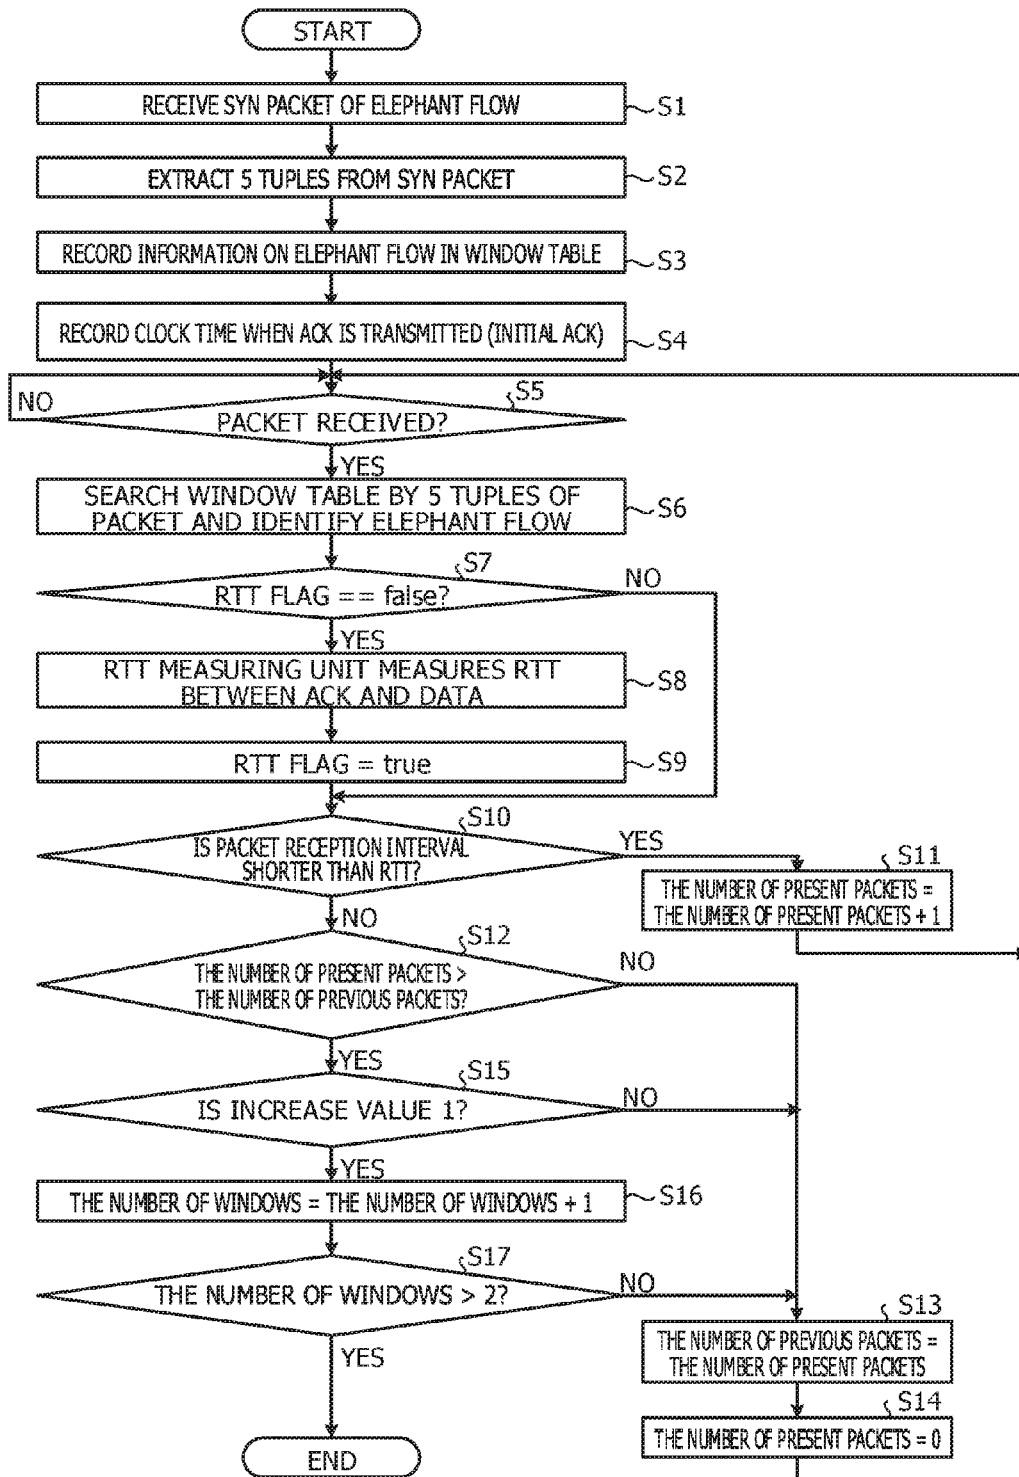 START
RECEIVE SYN PACKET OF ELEPHANT FLOW
S1
EXTRACT 5 TUPLES FROM SYN PACKET
S2
RECORD INFORMATION ON ELEPHANT FLOW IN WINDOW TABLE
S3
RECORD CLOCK TIME WHEN ACK IS TRANSMITTED (INITIAL ACK)
S4
S5
NO
PACKET RECEIVED?
YES
SEARCH WINDOW TABLE BY 5 TUPLES OF
PACKET AND IDENTIFY ELEPHANT FLOW
S6
S7
NO
RTT FLAG == false?
YES
RTT MEASURING UNIT MEASURES RTT
BETWEEN ACK AND DATA
S8
RTT FLAG = true
S9
S10
YES
IS PACKET RECEPTION INTERVAL
SHORTER THAN RTT?
S11
THE NUMBER OF PRESENT PACKETS =
THE NUMBER OF PRESENT PACKETS + 1
NO
S12
NO
THE NUMBER OF PRESENT PACKETS >
THE NUMBER OF PREVIOUS PACKETS?
YES
S15
NO
IS INCREASE VALUE 1?
YES
THE NUMBER OF WINDOWS = THE NUMBER OF WINDOWS + 1
S16
S17
NO
THE NUMBER OF WINDOWS > 2?
S13
THE NUMBER OF PREVIOUS PACKETS =
THE NUMBER OF PRESENT PACKETS
YES
S14
THE NUMBER OF PRESENT PACKETS = 0
END